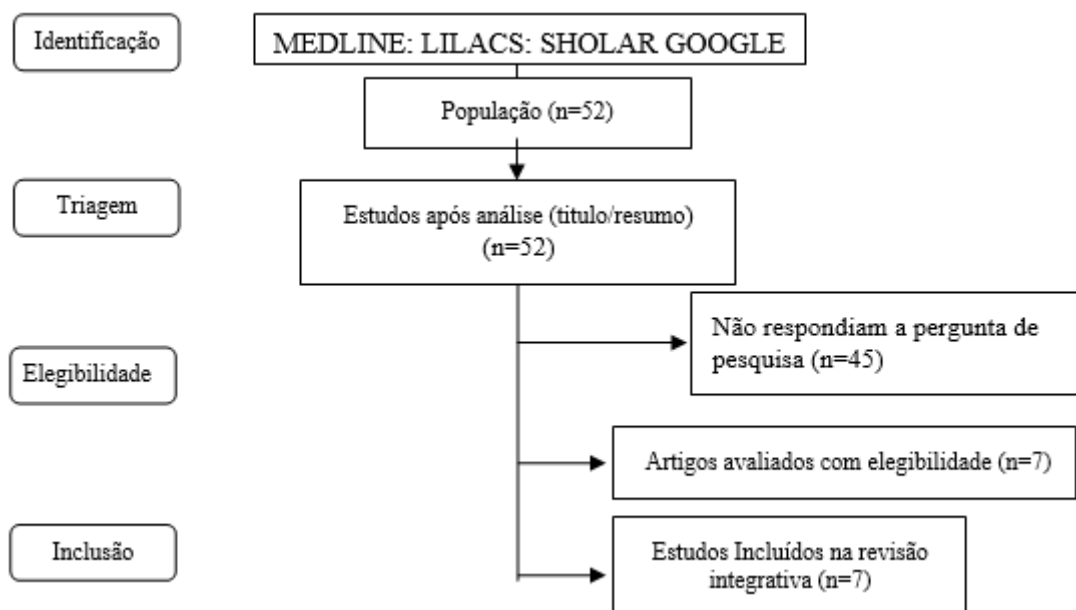 Identificação
MEDLINE: LILACS: SHOLAR GOOGLE
População (n=52)
Triagem
Estudos após análise (titulo/resumo)
(n=52)
Não respondiam a pergunta de
pesquisa (n=45)
Elegibilidade
Artigos avaliados com elegibilidade (n=7)
Inclusão
Estudos Incluídos na revisão
integrativa (n=7)